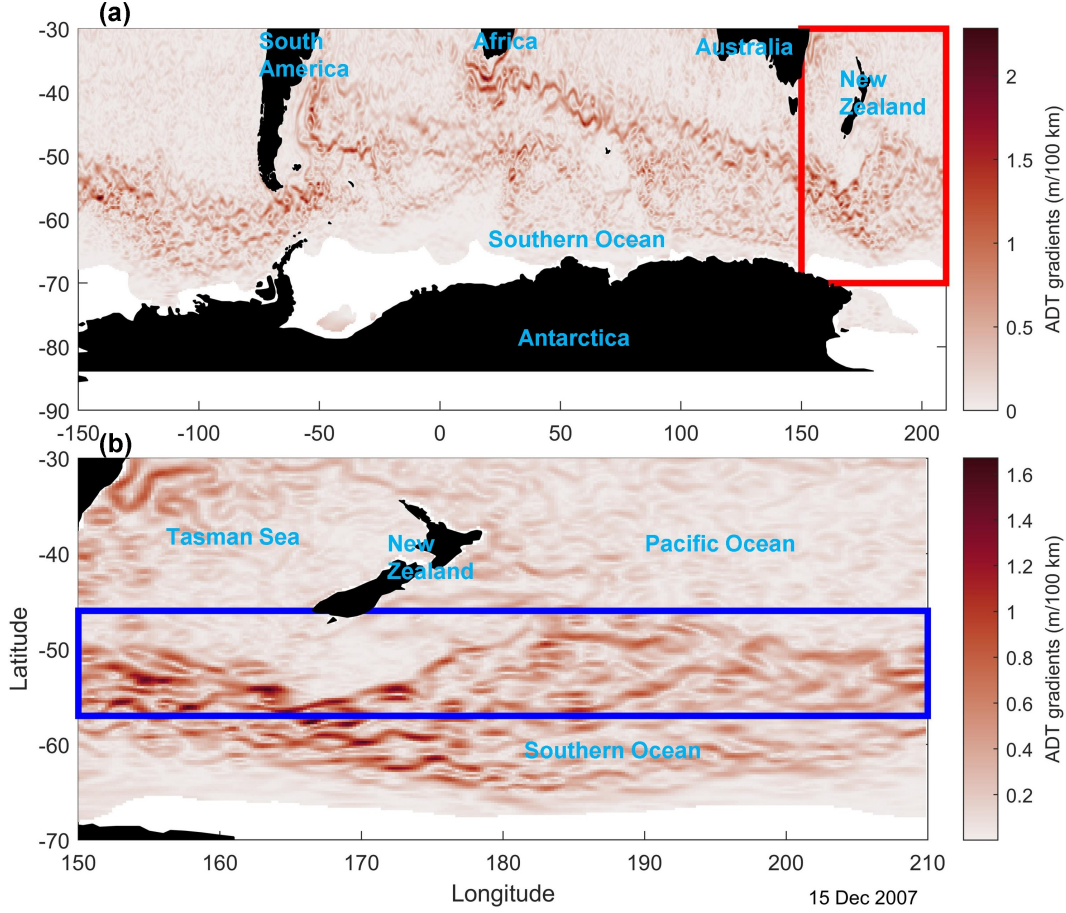 (a)
-30
-40
-50
-60
-70
-80
-90
South
America
Africa
Australia
New
Zealand
Southern Ocean
Antarctica
-150
-100
-50
0
50
100
150
200
2
1.5
1
0.5
0
ADT gradients (m/100 km)
(b)
-30
-40
-50
-60
-70
Latitude
Tasman Sea
New
Zealand
Pacific Ocean
Southern Ocean
150
160
170
180
190
200
210
Longitude
15 Dec 2007
1.6
1.4
1.2
1
0.8
0.6
0.4
0.2
ADT gradients (m/100 km)